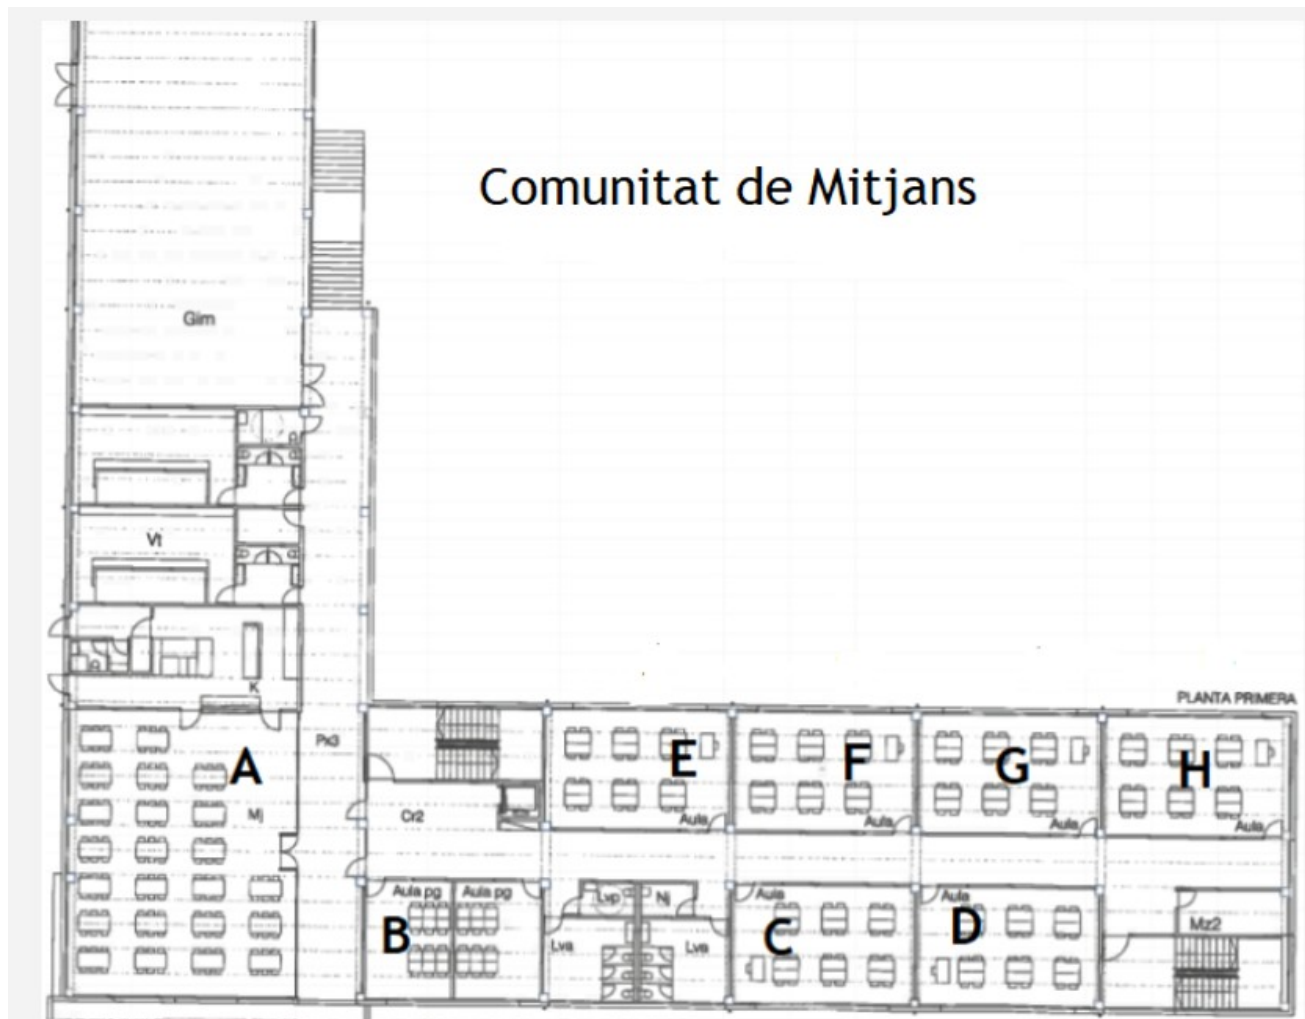 Comunitat de Mitjans
Gim
Vt
K
PLANTA PRIMERA
A
Px3
E
F
G
H
Mj
Cr2
Aula
Aula
Aula
Aula
Aula pg
Aula pg
Lvp
Nj
Aula
Aula
B
C
D
Mz2
Lva
Lva